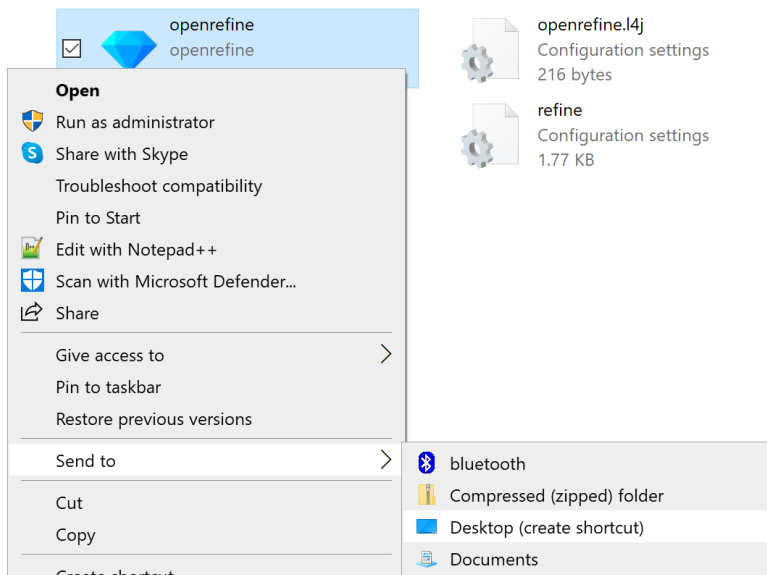 openrefine
openrefine
openrefine.l4j
Configuration settings
216 bytes
refine
Configuration settings
1.77 KB
Open
Run as administrator
Share with Skype
Troubleshoot compatibility
Pin to Start
Edit with Notepad++
Scan with Microsoft Defender...
Share
Give access to
Pin to taskbar
Restore previous versions
Send to
Cut
Copy
Create shortcut
bluetooth
Compressed (zipped) folder
Desktop (create shortcut)
Documents